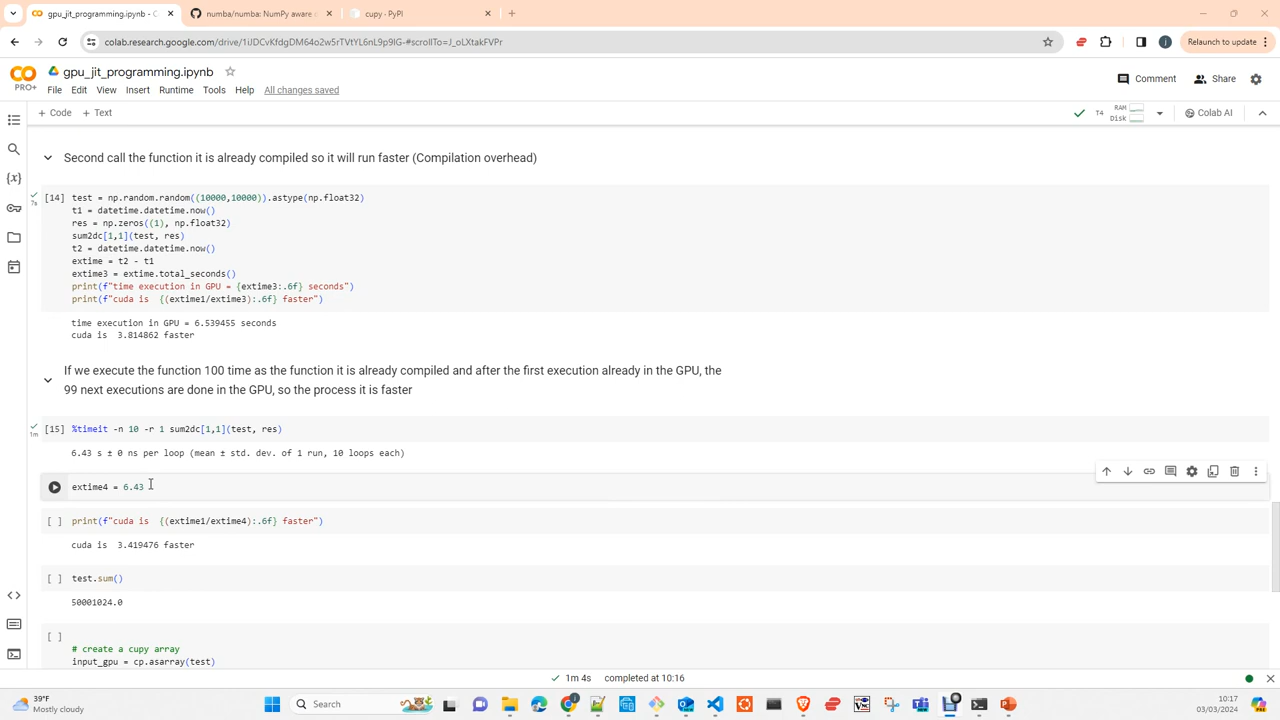 gpu_jit_programming.ipynb - C
numba/numba: NumPy aware d
cupy · PyPI
colab.research.google.com/drive/1iJDCvKfdgDM64o2w5rTVtYL6nL9p9IG-#scrollTo=J_oLXtakFVPr
Relaunch to update
PRO+
gpu_jit_programming.ipynb
File Edit View Insert Runtime Tools Help All changes saved
Comment
Share
+ Code + Text
T4
RAM
Disk
Colab AI
Second call the function it is already compiled so it will run faster (Compilation overhead)
7s
[14] test = np.random.random((10000,10000)).astype(np.float32)
t1 = datetime.datetime.now()
res = np.zeros((1), np.float32)
sum2dc[1,1](test, res)
t2 = datetime.datetime.now()
extime = t2 - t1
extime3 = extime.total_seconds()
print(f"time execution in GPU = {extime3:.6f} seconds")
print(f"cuda is  {(extime1/extime3):.6f} faster")
time execution in GPU = 6.539455 seconds
cuda is  3.814862 faster
If we execute the function 100 time as the function it is already compiled and after the first execution already in the GPU, the
99 next executions are done in the GPU, so the process it is faster
1m
[15] %timeit -n 10 -r 1 sum2dc[1,1](test, res)
6.43 s ± 0 ns per loop (mean ± std. dev. of 1 run, 10 loops each)
extime4 = 6.43
[ ] print(f"cuda is  {(extime1/extime4):.6f} faster")
cuda is  3.419476 faster
[ ] test.sum()
50001024.0
[ ]
# create a cupy array
input_gpu = cp.asarray(test)
1m 4s completed at 10:16
39°F
Mostly cloudy
Search
10:17
03/03/2024